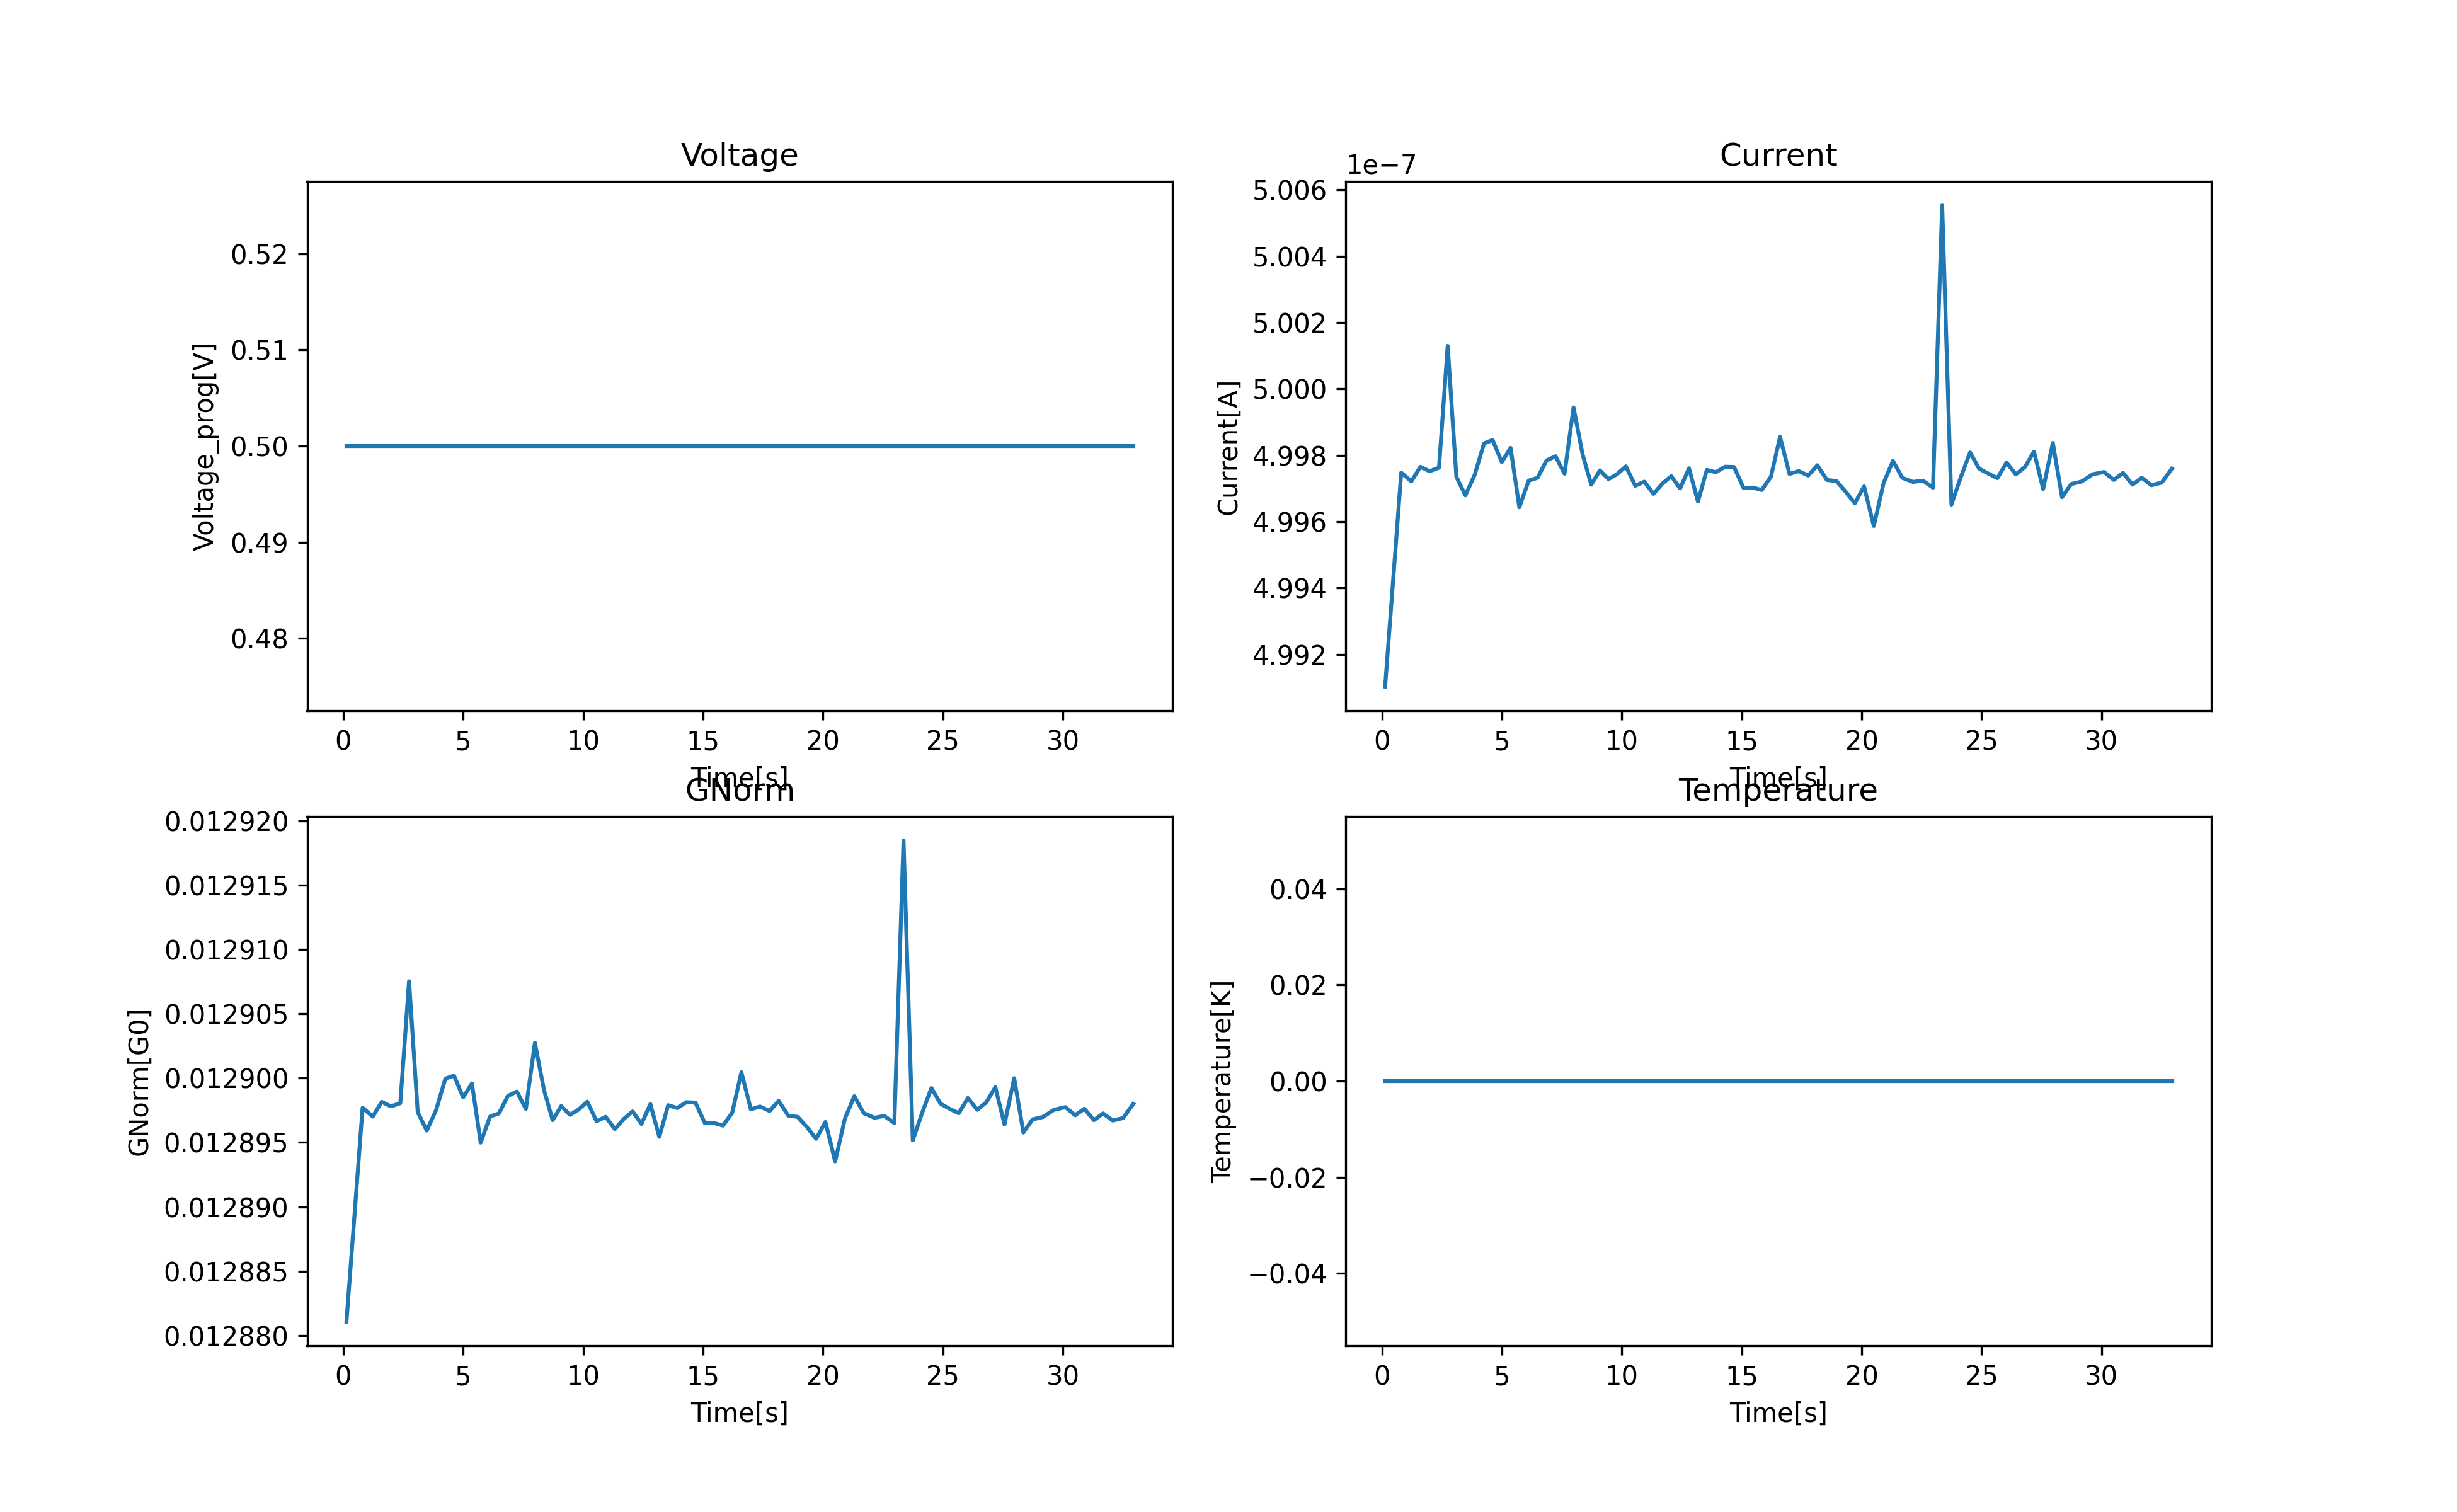 Voltage
Voltage_prog[V]
0.52
0.51
0.50
0.49
0.48
0 5 10 15 20 25 30
Time[s]
Current
1e−7
Current[A]
5.006
5.004
5.002
5.000
4.998
4.996
4.994
4.992
0 5 10 15 20 25 30
Time[s]
GNorm
GNorm[G0]
0.012920
0.012915
0.012910
0.012905
0.012900
0.012895
0.012890
0.012885
0.012880
0 5 10 15 20 25 30
Time[s]
Temperature
Temperature[K]
0.04
0.02
0.00
−0.02
−0.04
0 5 10 15 20 25 30
Time[s]